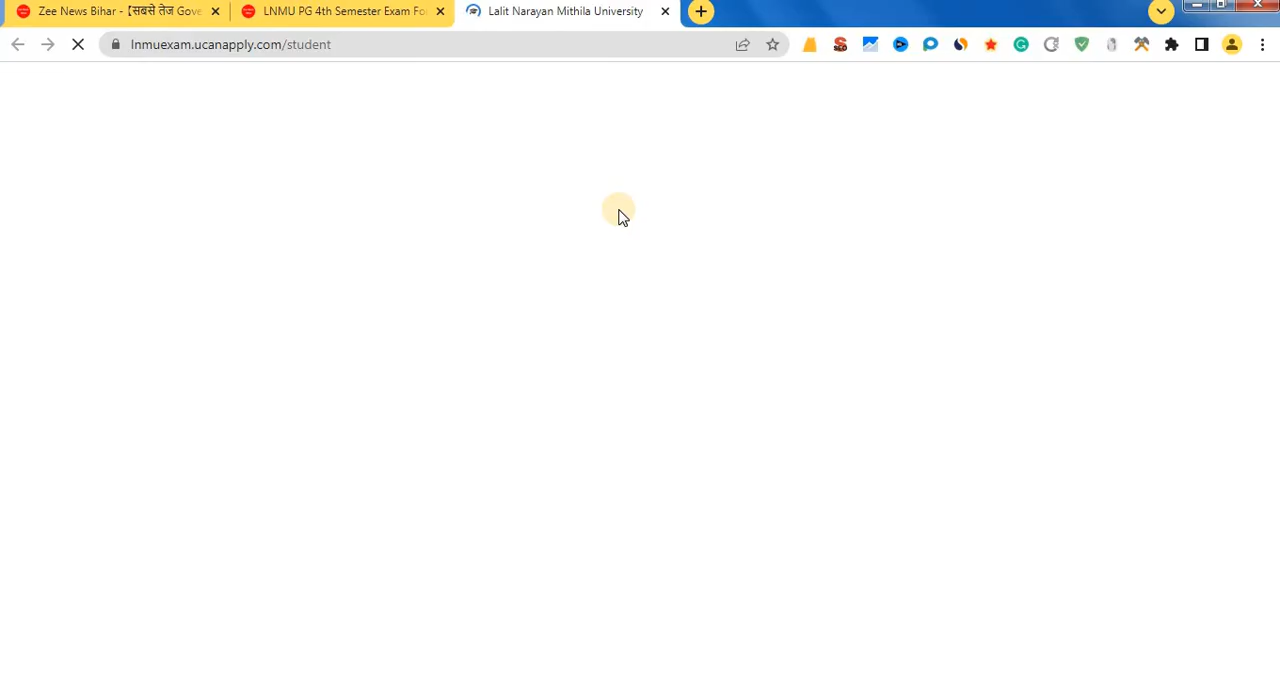 Zee News Bihar - 【सबसे तेज Gove
LNMU PG 4th Semester Exam Fo
Lalit Narayan Mithila University
lnmuexam.ucanapply.com/student